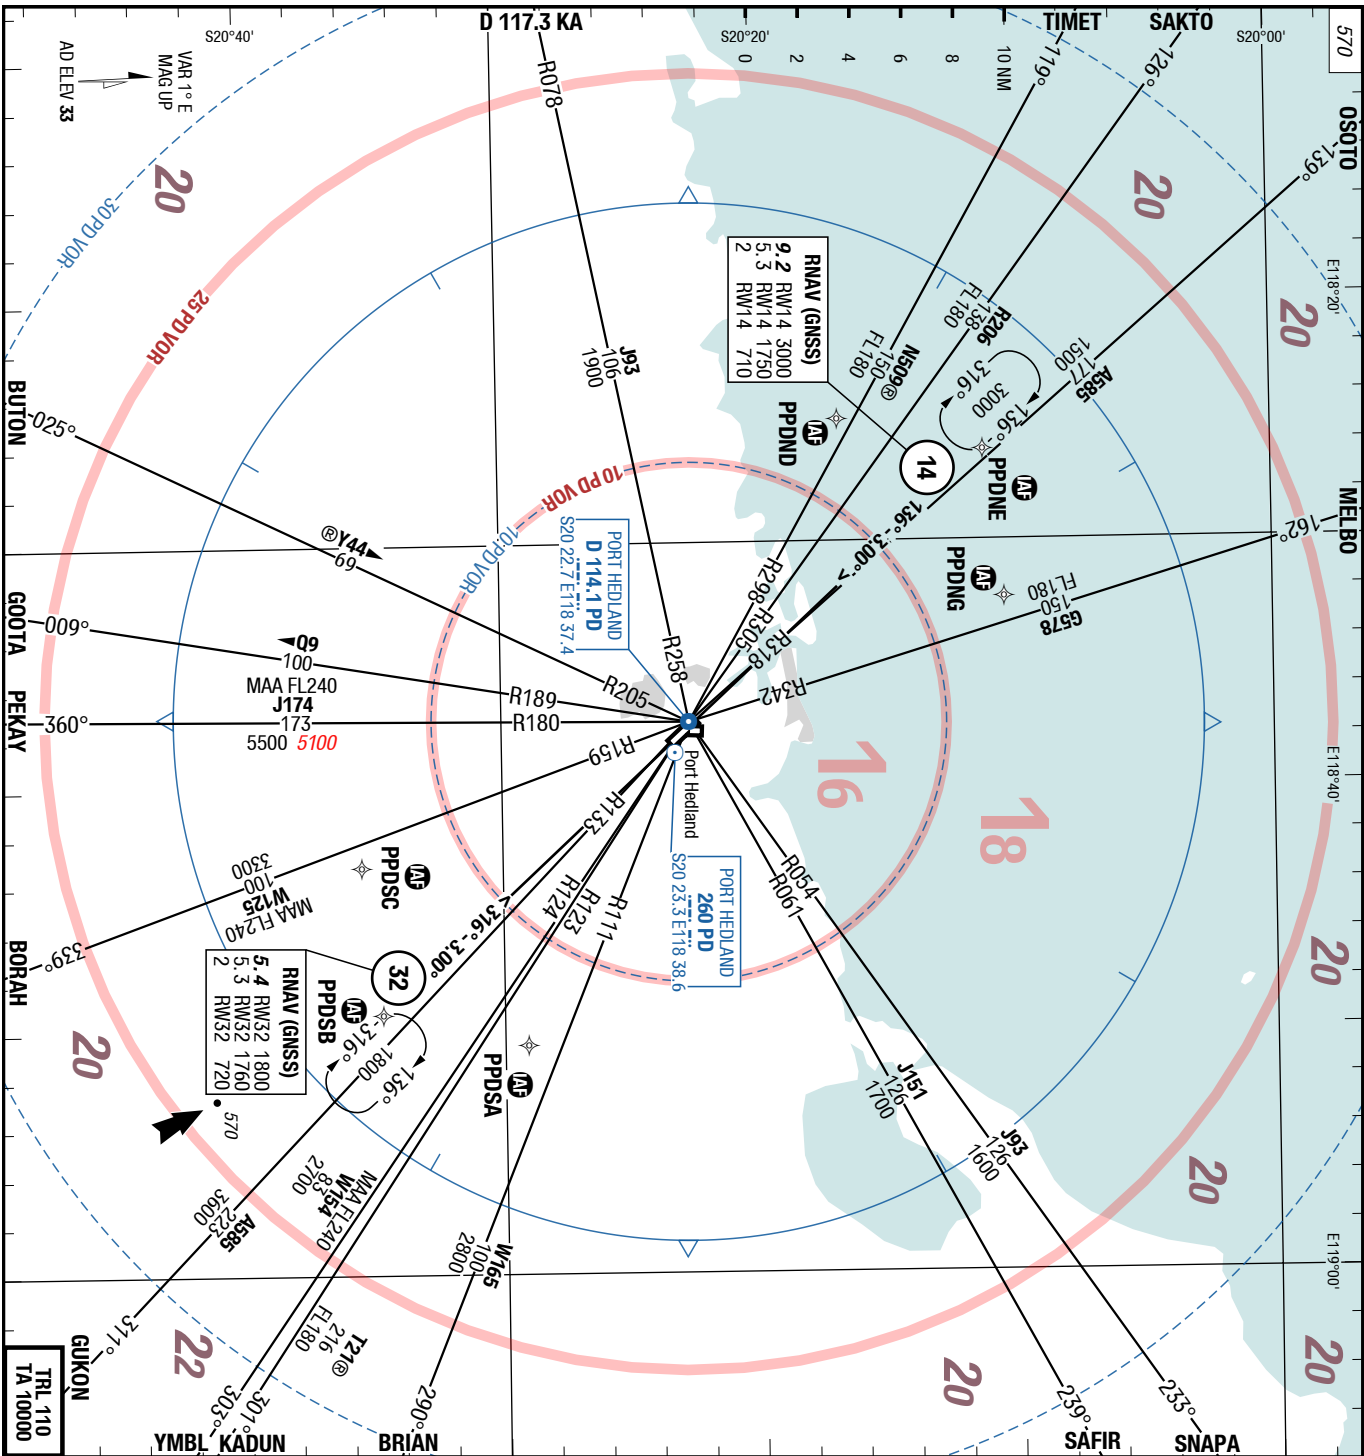 570
D 117.3 KA
TIMET
SAKTO
OSOTO
S20°40'
S20°20'
S20°00'
0
2
4
6
8
10 NM
VAR 1° E
MAG UP
AD ELEV 33
R078
119°
126°
139°
20
20
20
30 PD VOR
25 PD VOR
E118°20'
RNAV (GNSS)
9.2 RW14 3000
5.3 RW14 1750
2 RW14 710
J93
106
1900
N509®
150
FL180
R206
138
FL180
A585
177
1500
316°
3000
136°
IAF
PPDND
IAF
PPDNE
14
136° - 3.00° >
BUTON
025°
®Y44
69
10 PD VOR
10 PD VOR
PORT HEDLAND
D 114.1 PD
S20 22.7 E118 37.4
IAF
PPDNG
MELBO
162°
G578
150
FL180
R298
R305
R318
R342
R258
GOOTA
009°
Q9
100
MAA FL240
J174
173
5500 5100
PEKAY
360°
R205
R189
R180
R159
R133
R124
R123
R111
R054
R061
Port Hedland
E118°40'
16
18
PORT HEDLAND
260 PD
S20 23.3 E118 38.6
IAF
PPDSC
MAA FL240
W125
100
3300
BORAH
339°
< 316° - 3.00°
32
RNAV (GNSS)
5.4 RW32 1800
5.3 RW32 1760
2 RW32 720
IAF
PPDSB
316°
1800
136°
IAF
PPDSA
20
20
570
J151
126
1700
J93
126
1600
20
A585
223
3600
MAA FL240
W154
83
2700
W165
100
2800
T21®
216
FL180
E119°00'
22
20
20
GUKON
311°
303°
301°
290°
239°
233°
TRL 110
TA 10000
YMBL
KADUN
BRIAN
SAFIR
SNAPA